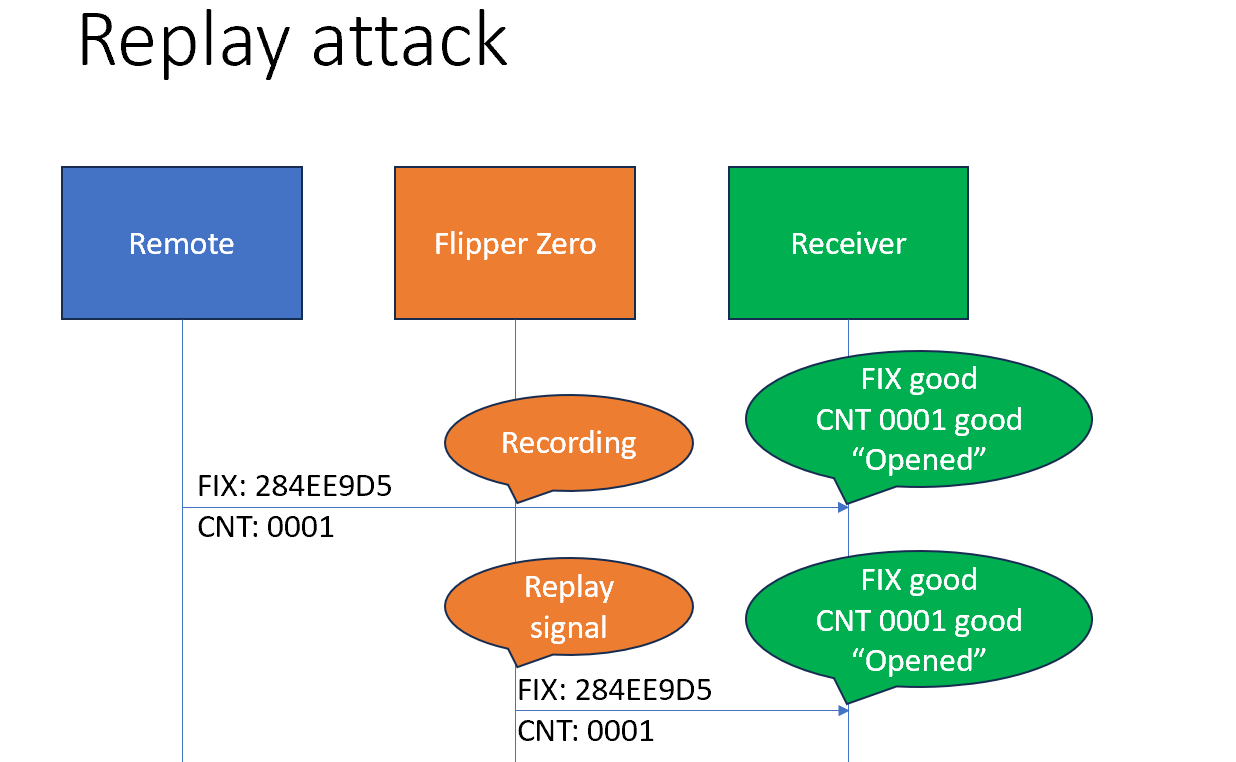 Replay attack
Remote
Flipper Zero
Receiver
FIX good
CNT 0001 good
“Opened”
Recording
FIX: 284EE9D5
CNT: 0001
FIX good
CNT 0001 good
“Opened”
Replay
signal
FIX: 284EE9D5
CNT: 0001